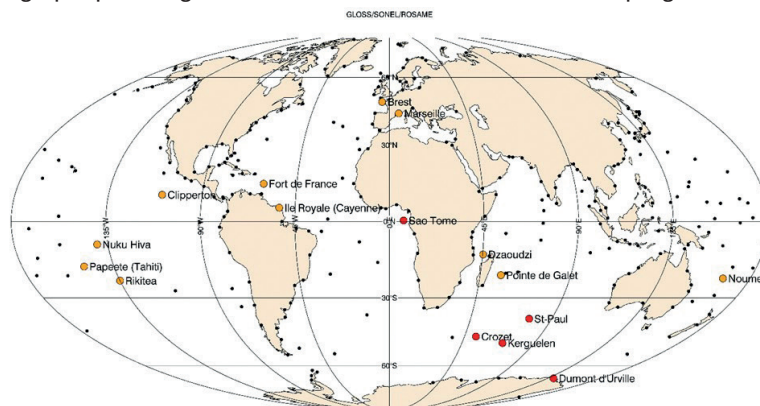 GLOSS/SONEL/ROSAME
Brest
Marseille
30°N
Fort de France
Clipperton
Ile Royale (Cayenne)
Sao Tome
135°W
90°W
45°W
0°N
45°E
90°E
135°E
Nuku Hiva
Dzaoudzi
Papeete (Tahiti)
Pointe de Galet
Rikitea
Noume
30°S
St-Paul
Crozet
Kerguelen
60°S
Dumont d'Urville